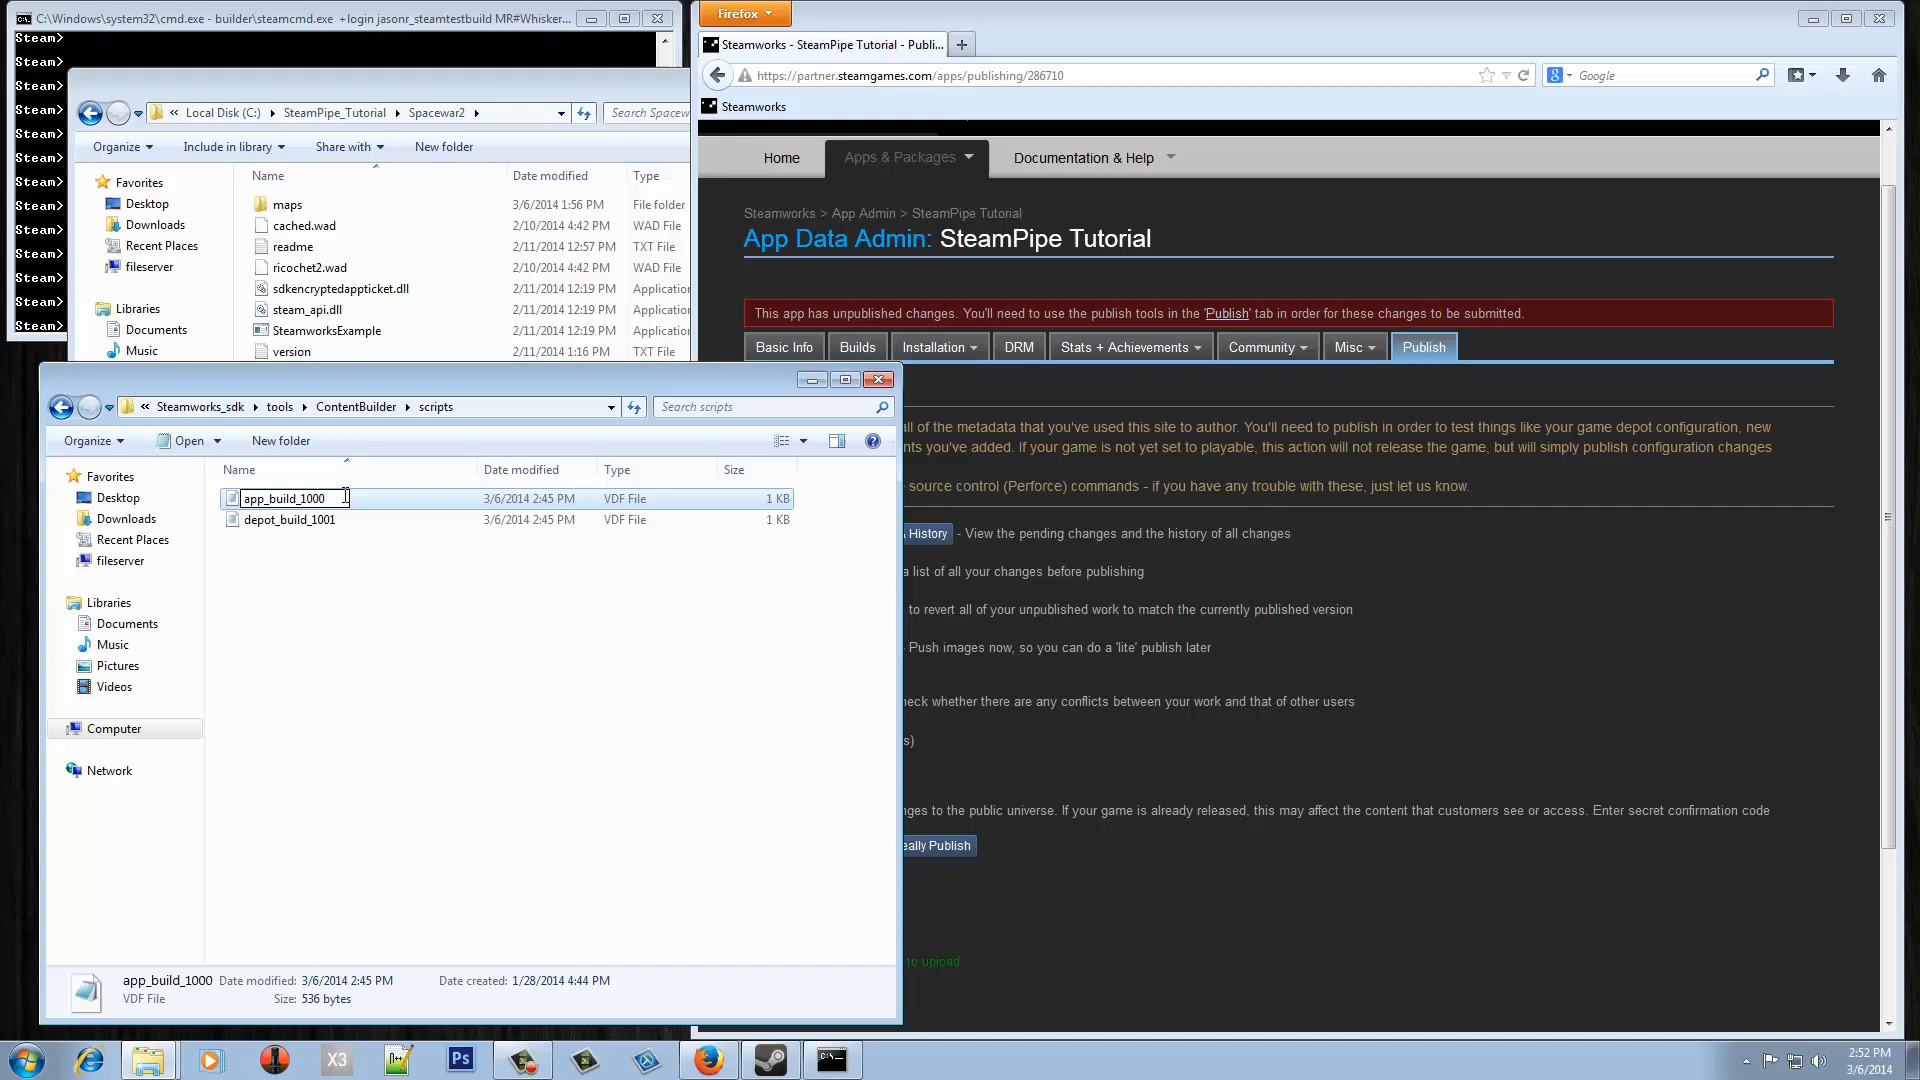 C:\Windows\system32\cmd.exe - builder\steamcmd.exe +login jasonr_steamtestbuild MR#Whisker...
Steam>
Steam>
Steam>
Steam>
Steam>
Steam>
Steam>
Steam>
Steam>
Steam>
Steam>
Steam>
Steam>
Local Disk (C:)
SteamPipe_Tutorial
Spacewar2
Search Spacew
Organize
Include in library
Share with
New folder
Favorites
Desktop
Downloads
Recent Places
fileserver
Libraries
Documents
Music
Name Date modified Type
maps 3/6/2014 1:56 PM File folder
cached.wad 2/10/2014 4:42 PM WAD File
readme 2/11/2014 12:57 PM TXT File
ricochet2.wad 2/10/2014 4:42 PM WAD File
sdkencryptedappticket.dll 2/11/2014 12:19 PM Application
steam_api.dll 2/11/2014 12:19 PM Application
SteamworksExample 2/11/2014 12:19 PM Application
version 2/11/2014 1:16 PM TXT File
Firefox
Steamworks - SteamPipe Tutorial - Publi...
https://partner.steamgames.com/apps/publishing/286710
Google
Steamworks
Home
Apps & Packages
Documentation & Help
Steamworks > App Admin > SteamPipe Tutorial
App Data Admin: SteamPipe Tutorial
This app has unpublished changes. You'll need to use the publish tools in the 'Publish' tab in order for these changes to be submitted.
Basic Info Builds Installation DRM Stats + Achievements Community Misc Publish
all of the metadata that you've used this site to author. You'll need to publish in order to test things like your game depot configuration, new
nts you've added. If your game is not yet set to playable, this action will not release the game, but will simply publish configuration changes
source control (Perforce) commands - if you have any trouble with these, just let us know.
& History - View the pending changes and the history of all changes
a list of all your changes before publishing
to revert all of your unpublished work to match the currently published version
- Push images now, so you can do a 'lite' publish later
heck whether there are any conflicts between your work and that of other users
s)
nges to the public universe. If your game is already released, this may affect the content that customers see or access. Enter secret confirmation code
eally Publish
to upload
Steamworks_sdk
tools
ContentBuilder
scripts
Search scripts
Organize
Open
New folder
Favorites
Desktop
Downloads
Recent Places
fileserver
Libraries
Documents
Music
Pictures
Videos
Computer
Network
Name Date modified Type Size
app_build_1000 3/6/2014 2:45 PM VDF File 1 KB
depot_build_1001 3/6/2014 2:45 PM VDF File 1 KB
app_build_1000 Date modified: 3/6/2014 2:45 PM Date created: 1/28/2014 4:44 PM
VDF File Size: 536 bytes
X3
Ps
2:52 PM
3/6/2014